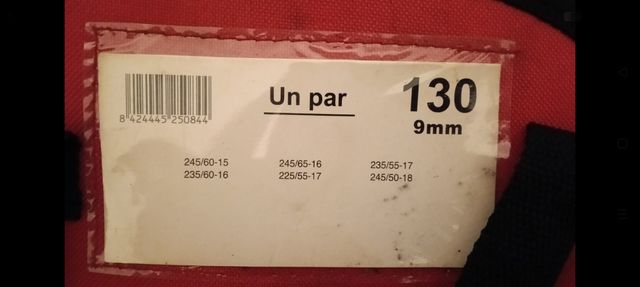 Un par
130
9mm
8 424445 250844
245/60-15 245/65-16 235/55-17
235/60-16 225/55-17 245/50-18